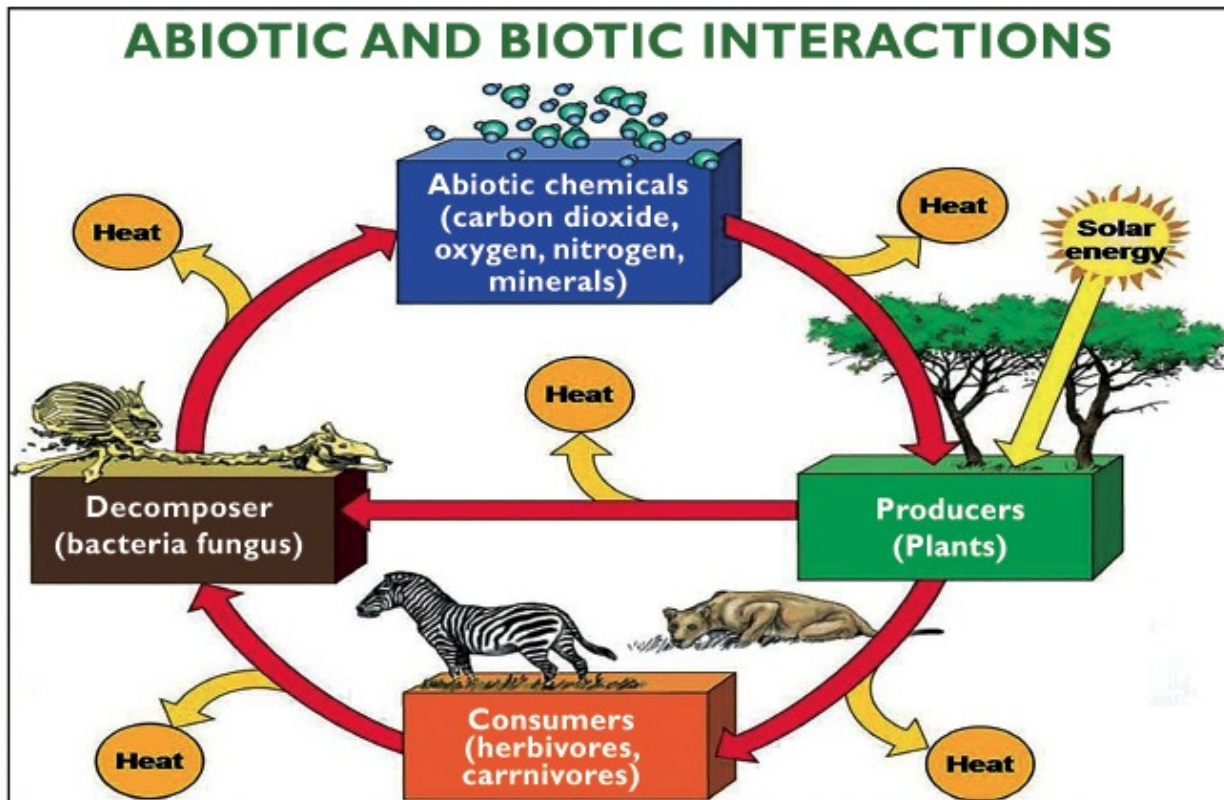 ABIOTIC AND BIOTIC INTERACTIONS
Abiotic chemicals
(carbon dioxide,
oxygen, nitrogen,
minerals)
Heat
Heat
Solar
energy
Heat
Decomposer
(bacteria fungus)
Producers
(Plants)
Consumers
(herbivores,
carrnivores)
Heat
Heat